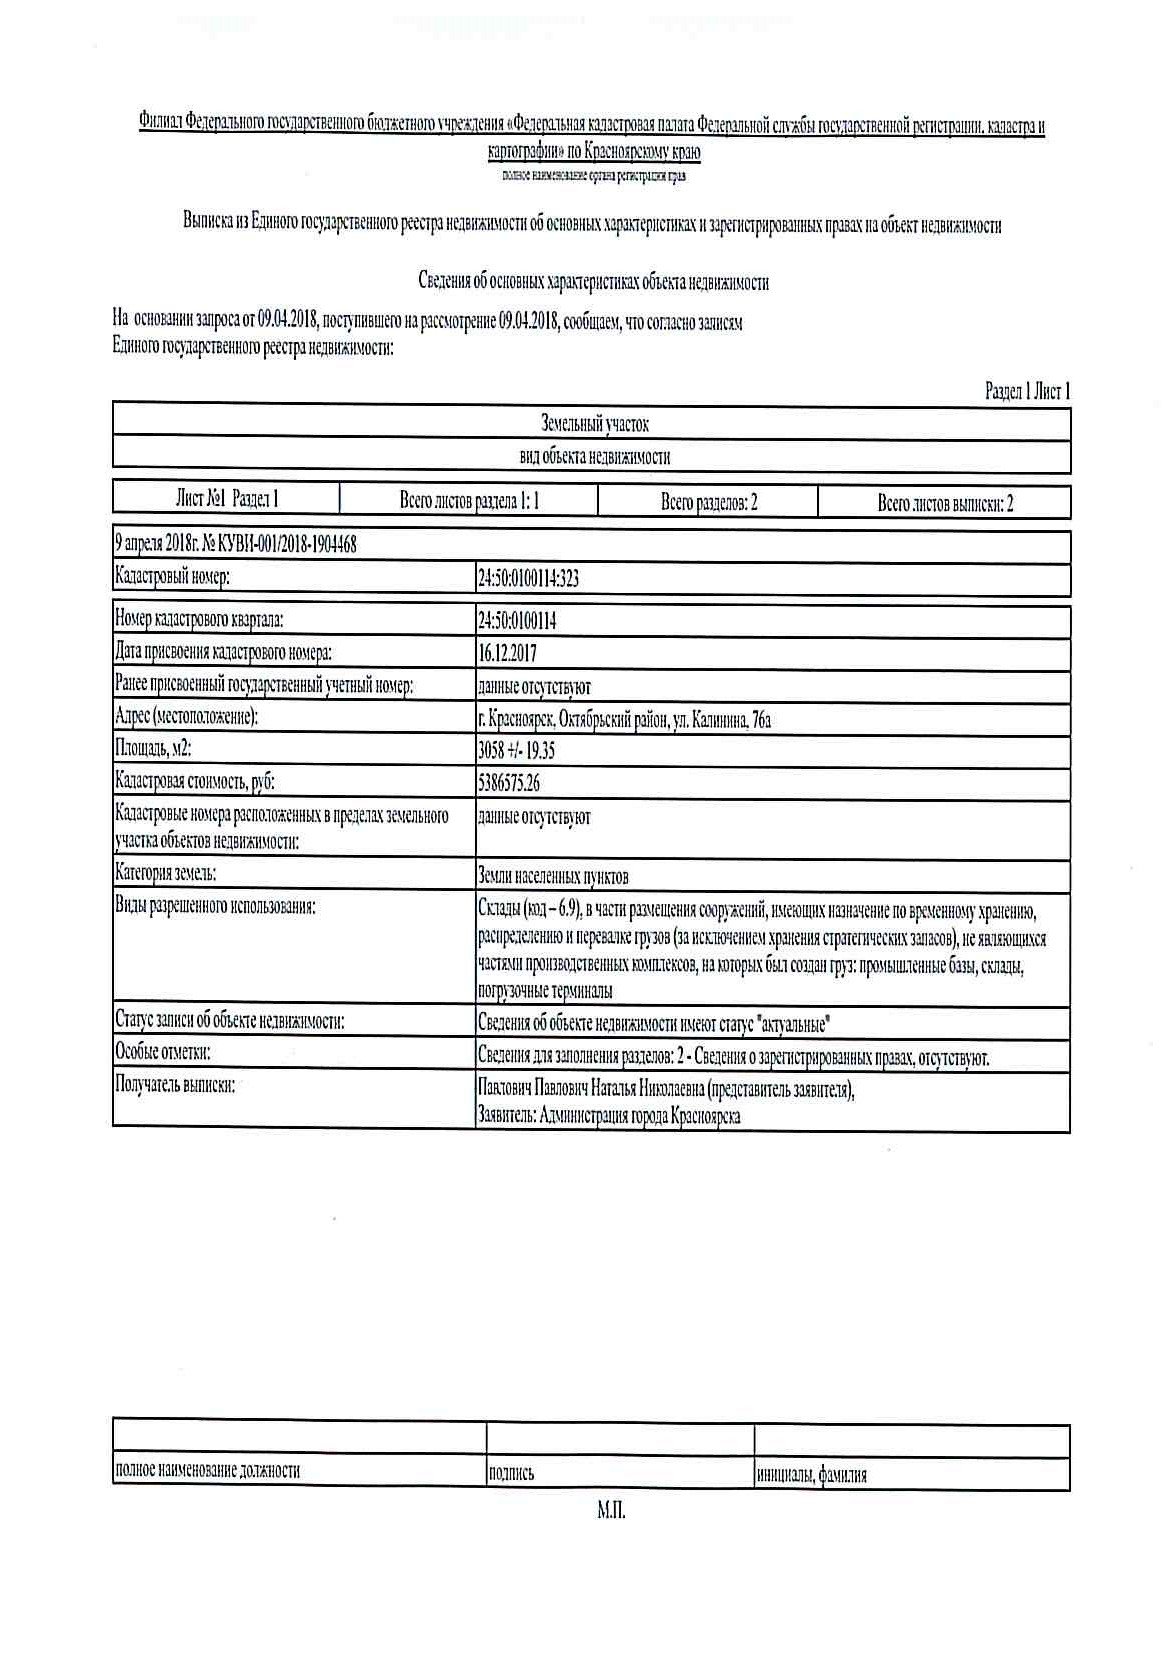 Филиал Федерального государственного бюджетного учреждения «Федеральная кадастровая палата Федеральной службы государственной регистрации, кадастра и
картографии» по Красноярскому краю
полное наименование органа регистрации прав
Выписка из Единого государственного реестра недвижимости об основных характеристиках и зарегистрированных правах на объект недвижимости
Сведения об основных характеристиках объекта недвижимости
На основании запроса от 09.04.2018, поступившего на рассмотрение 09.04.2018, сообщаем, что согласно записям
Единого государственного реестра недвижимости:
Раздел 1 Лист 1
Земельный участок
вид объекта недвижимости
Лист №1 Раздел 1 Всего листов раздела 1: 1 Всего разделов: 2 Всего листов выписки: 2
9 апреля 2018г. № КУВИ-001/2018-1904468
Кадастровый номер: 24:50:0100114:323
Номер кадастрового квартала: 24:50:0100114
Дата присвоения кадастрового номера: 16.12.2017
Ранее присвоенный государственный учетный номер: данные отсутствуют
Адрес (местоположение): г. Красноярск, Октябрьский район, ул. Калинина, 76а
Площадь, м2: 3058 +/- 19.35
Кадастровая стоимость, руб: 5386575.26
Кадастровые номера расположенных в пределах земельного данные отсутствуют
участка объектов недвижимости:
Категория земель: Земли населенных пунктов
Виды разрешенного использования: Склады (код – 6.9), в части размещения сооружений, имеющих назначение по временному хранению,
распределению и перевалке грузов (за исключением хранения стратегических запасов), не являющихся
частями производственных комплексов, на которых был создан груз: промышленные базы, склады,
погрузочные терминалы
Статус записи об объекте недвижимости: Сведения об объекте недвижимости имеют статус "актуальные"
Особые отметки: Сведения для заполнения разделов: 2 - Сведения о зарегистрированных правах, отсутствуют.
Получатель выписки: Павлович Павлович Наталья Николаевна (представитель заявителя),
Заявитель: Администрация города Красноярска
полное наименование должности подпись инициалы, фамилия
М.П.